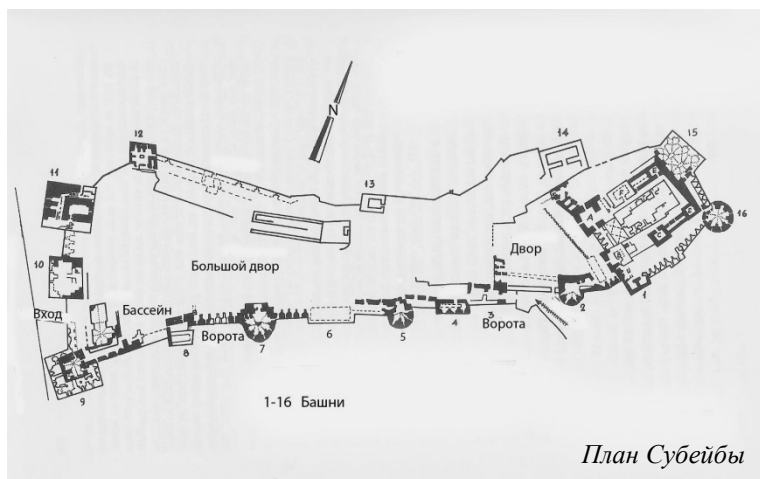 12
14
15
11
N
13
16
Двор
10
Большой двор
1
2
Вход
Бассейн
4
3
Ворота
Ворота
6
5
8
7
9
1-16 Башни
План Субейбы